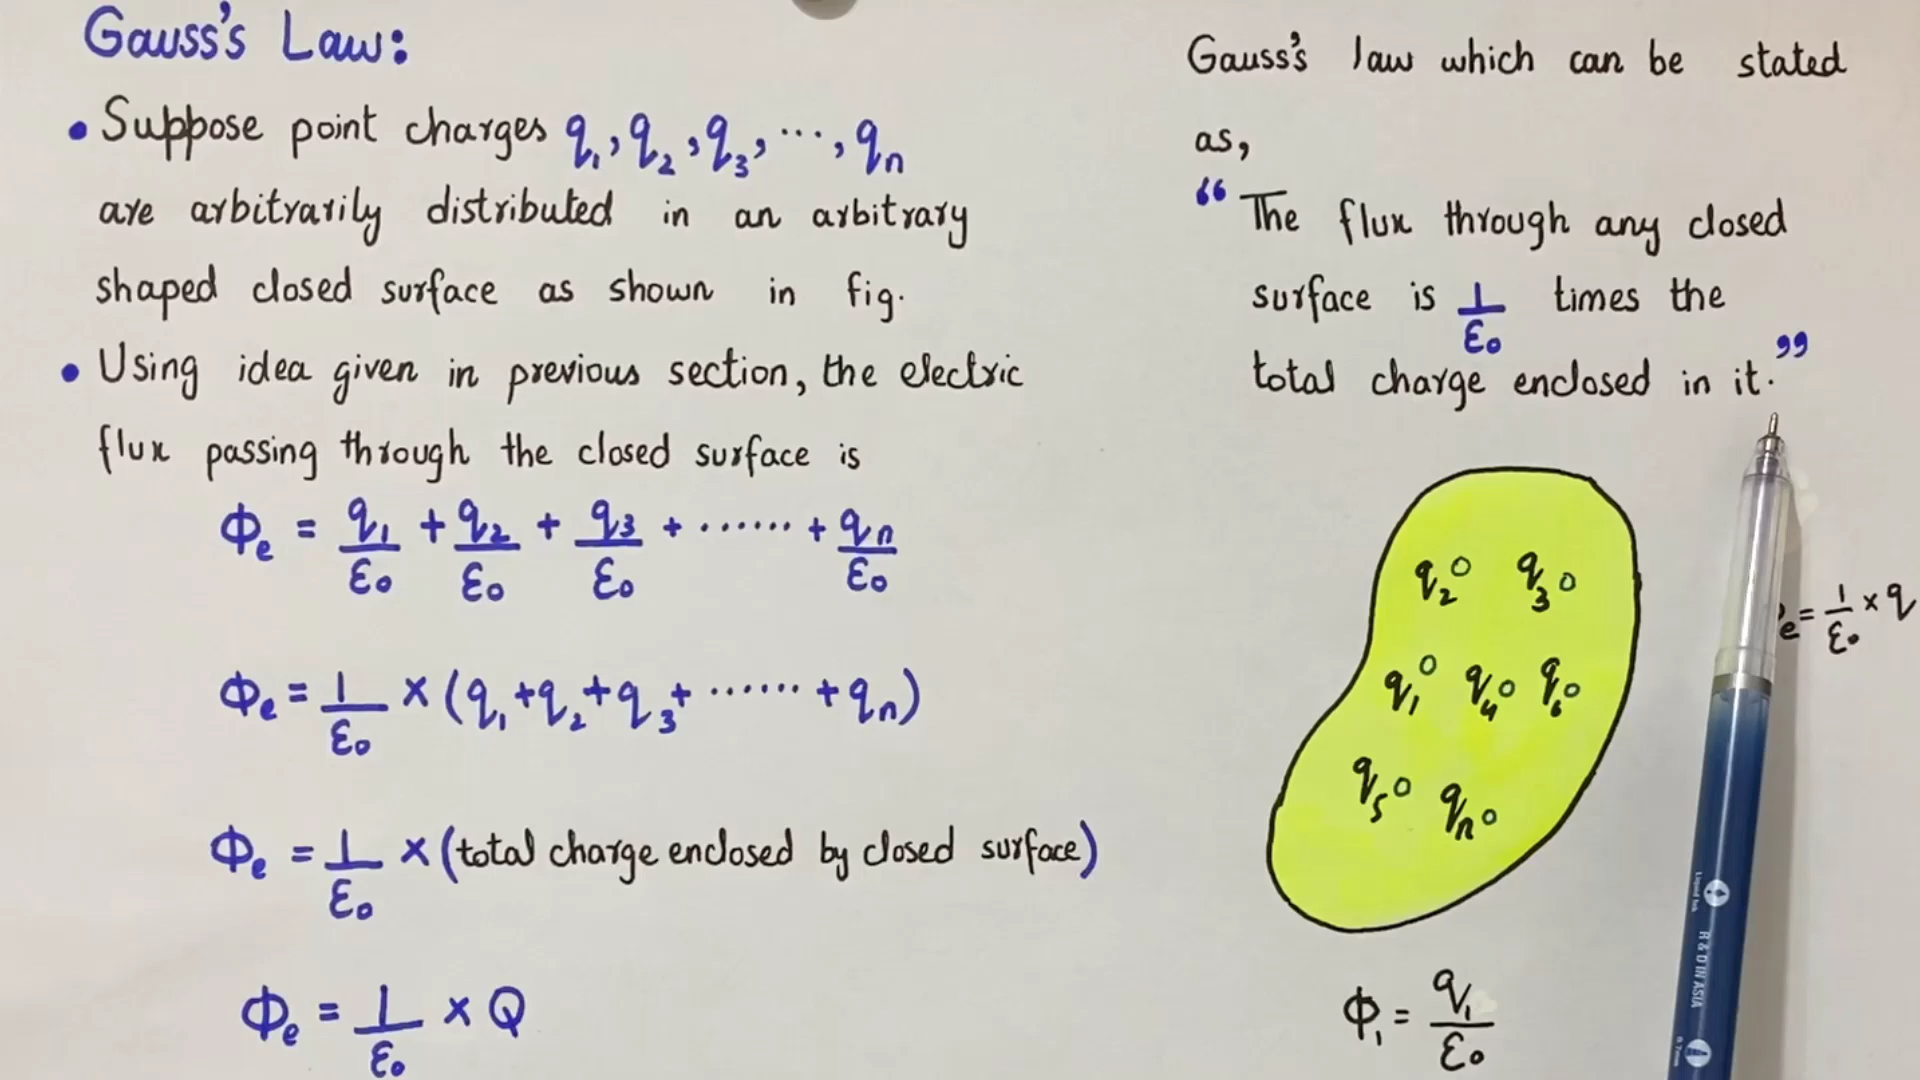 Gauss's Law:
• Suppose point charges q₁, q₂, q₃, ..., qₙ
are arbitrarily distributed in an arbitrary
shaped closed surface as shown in fig.
• Using idea given in previous section, the electric
flux passing through the closed surface is
Φₑ = q₁/ε₀ + q₂/ε₀ + q₃/ε₀ + ...... + qₙ/ε₀
Φₑ = 1/ε₀ × (q₁+q₂+q₃+ ...... +qₙ)
Φₑ = 1/ε₀ × (total charge enclosed by closed surface)
Φₑ = 1/ε₀ × Q
Gauss's law which can be stated
as,
"The flux through any closed
surface is 1/ε₀ times the
total charge enclosed in it."
q₂ q₃
q₁ q₄ q₆
q₅ qₙ
e = 1/ε₀ × q
Φ₁ = q₁/ε₀
Liquid Ink
R & D IN ASIA